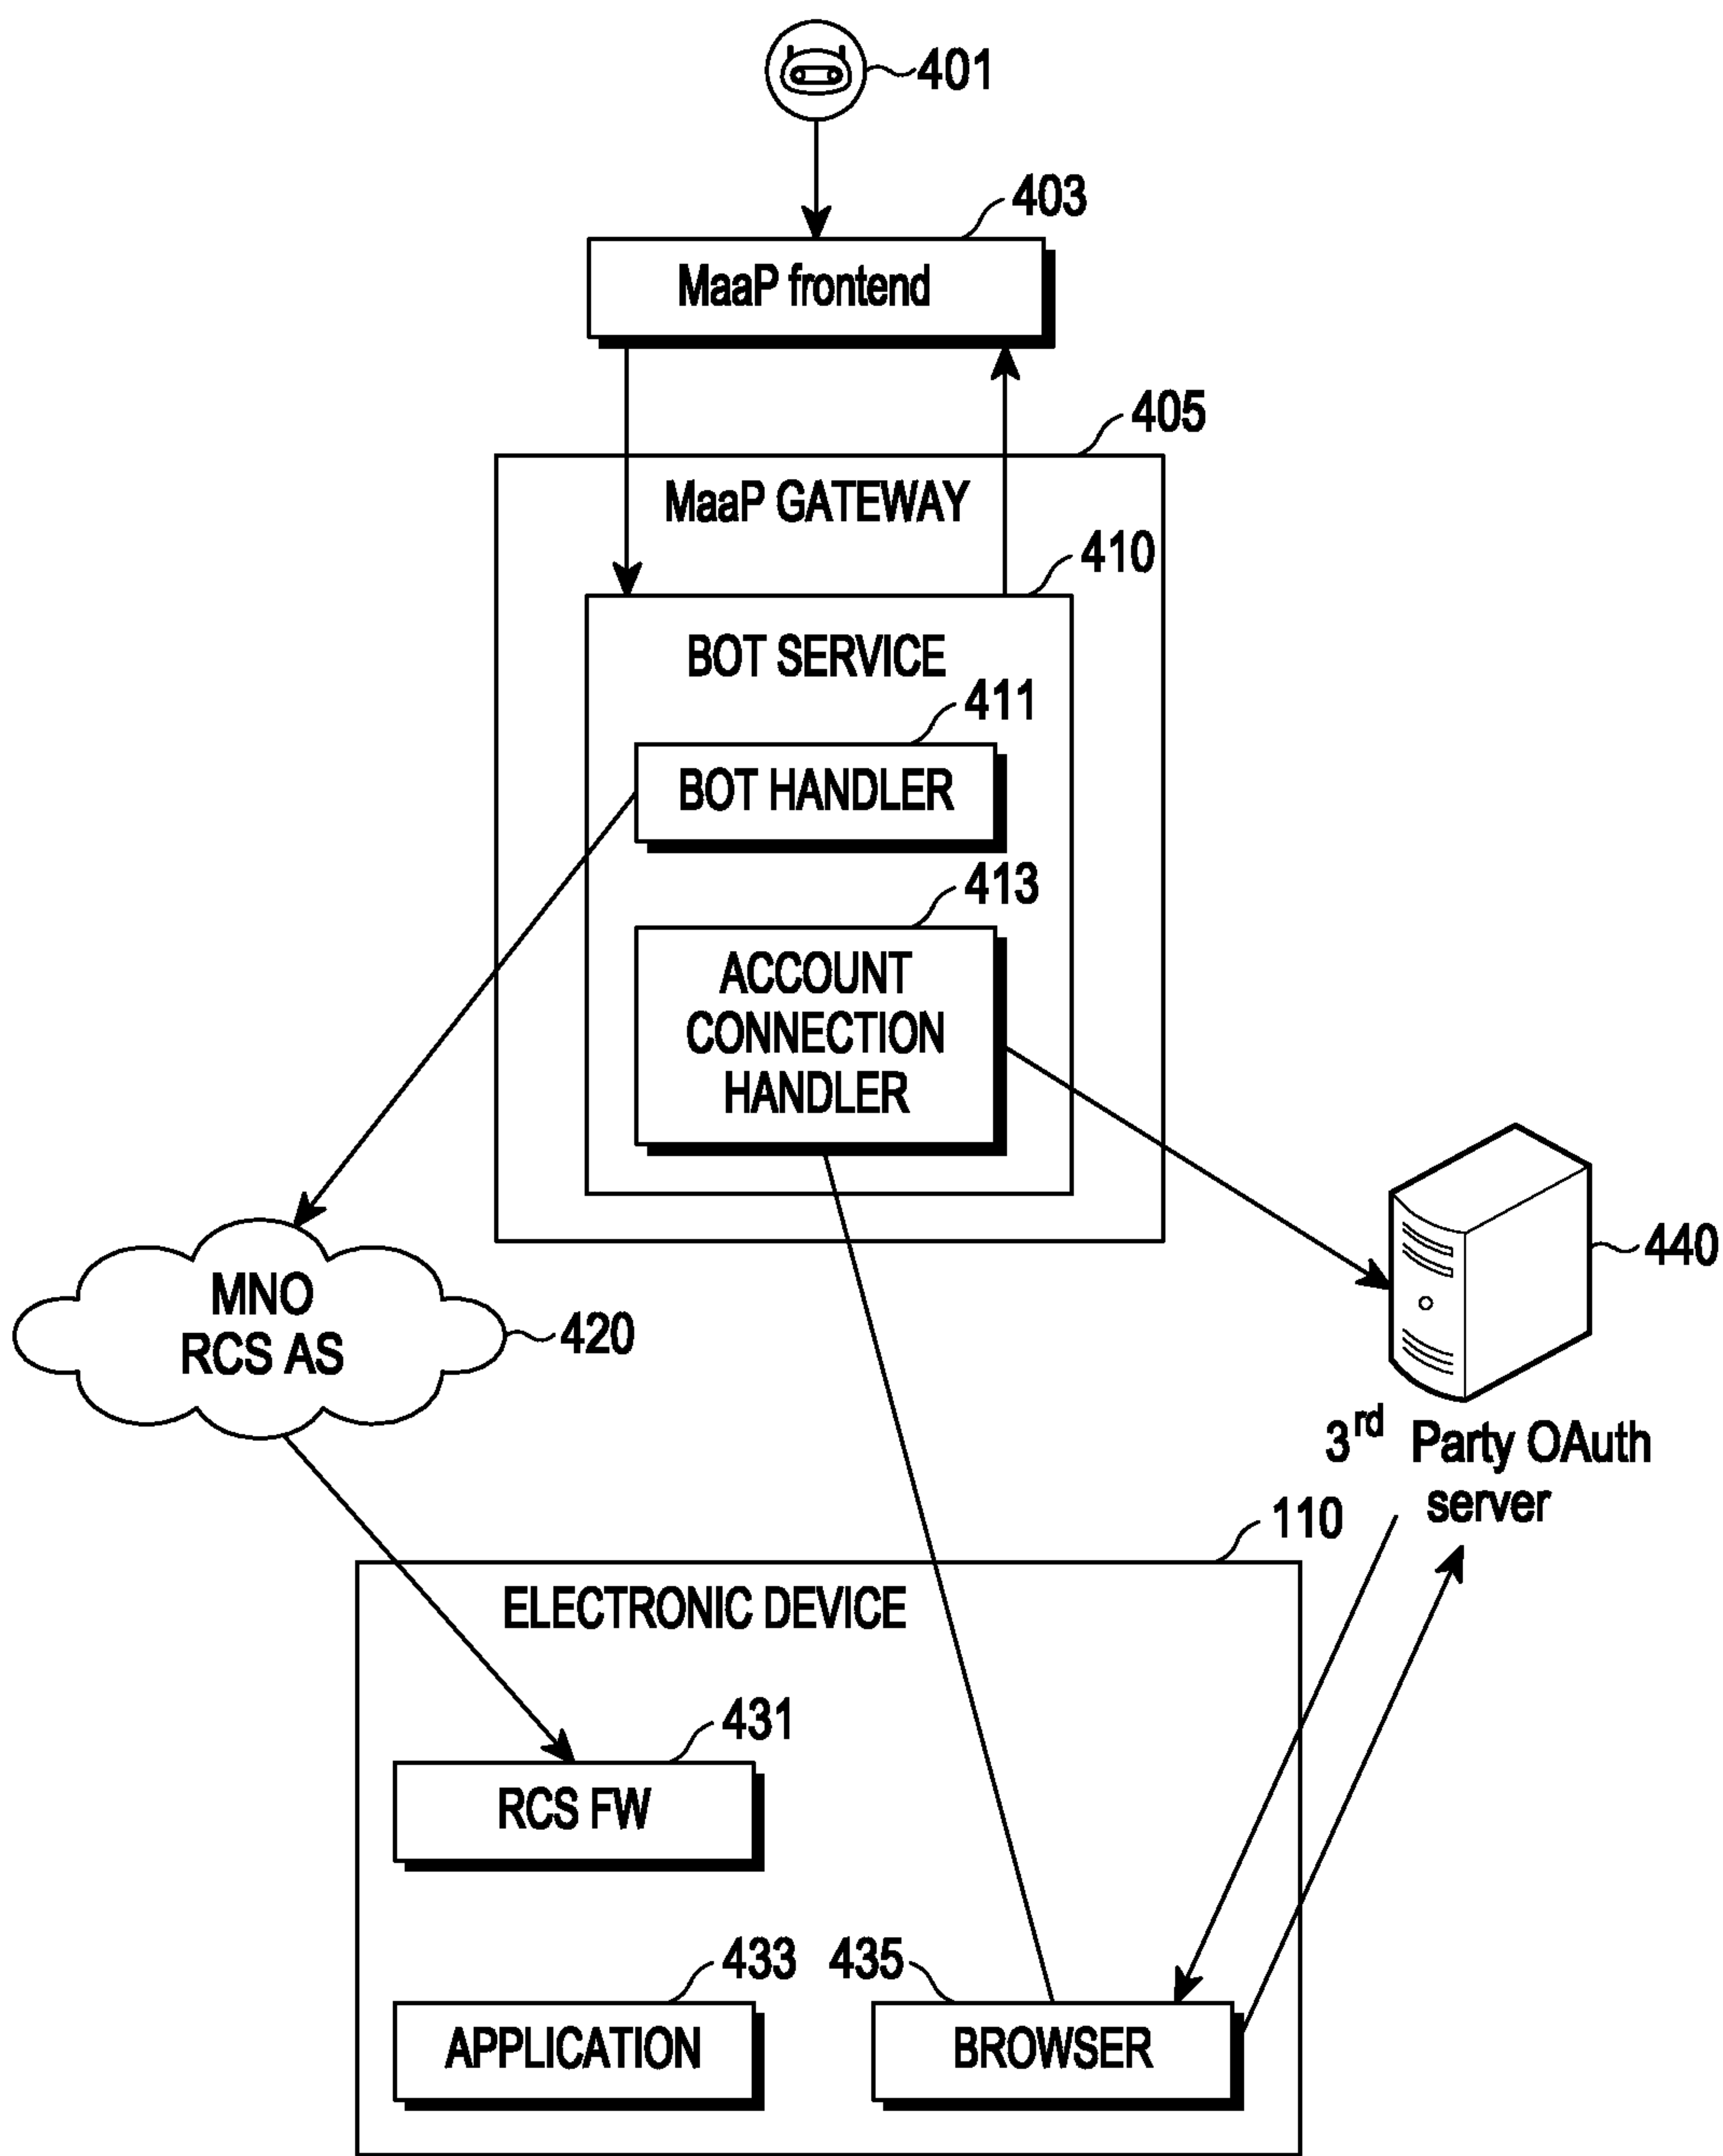 401
403
MaaP frontend
405
MaaP GATEWAY
410
BOT SERVICE
411
BOT HANDLER
413
ACCOUNT
CONNECTION
HANDLER
440
MNO
RCS AS
420
3rd Party OAuth
server
110
ELECTRONIC DEVICE
431
RCS FW
433
435
APPLICATION
BROWSER